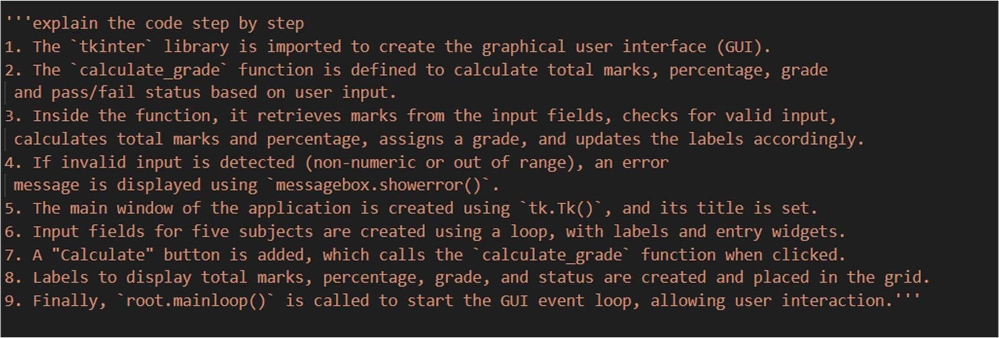 '''explain the code step by step
1. The `tkinter` library is imported to create the graphical user interface (GUI).
2. The `calculate_grade` function is defined to calculate total marks, percentage, grade
and pass/fail status based on user input.
3. Inside the function, it retrieves marks from the input fields, checks for valid input,
calculates total marks and percentage, assigns a grade, and updates the labels accordingly.
4. If invalid input is detected (non-numeric or out of range), an error
message is displayed using `messagebox.showerror()`.
5. The main window of the application is created using `tk.Tk()`, and its title is set.
6. Input fields for five subjects are created using a loop, with labels and entry widgets.
7. A "Calculate" button is added, which calls the `calculate_grade` function when clicked.
8. Labels to display total marks, percentage, grade, and status are created and placed in the grid.
9. Finally, `root.mainloop()` is called to start the GUI event loop, allowing user interaction.'''